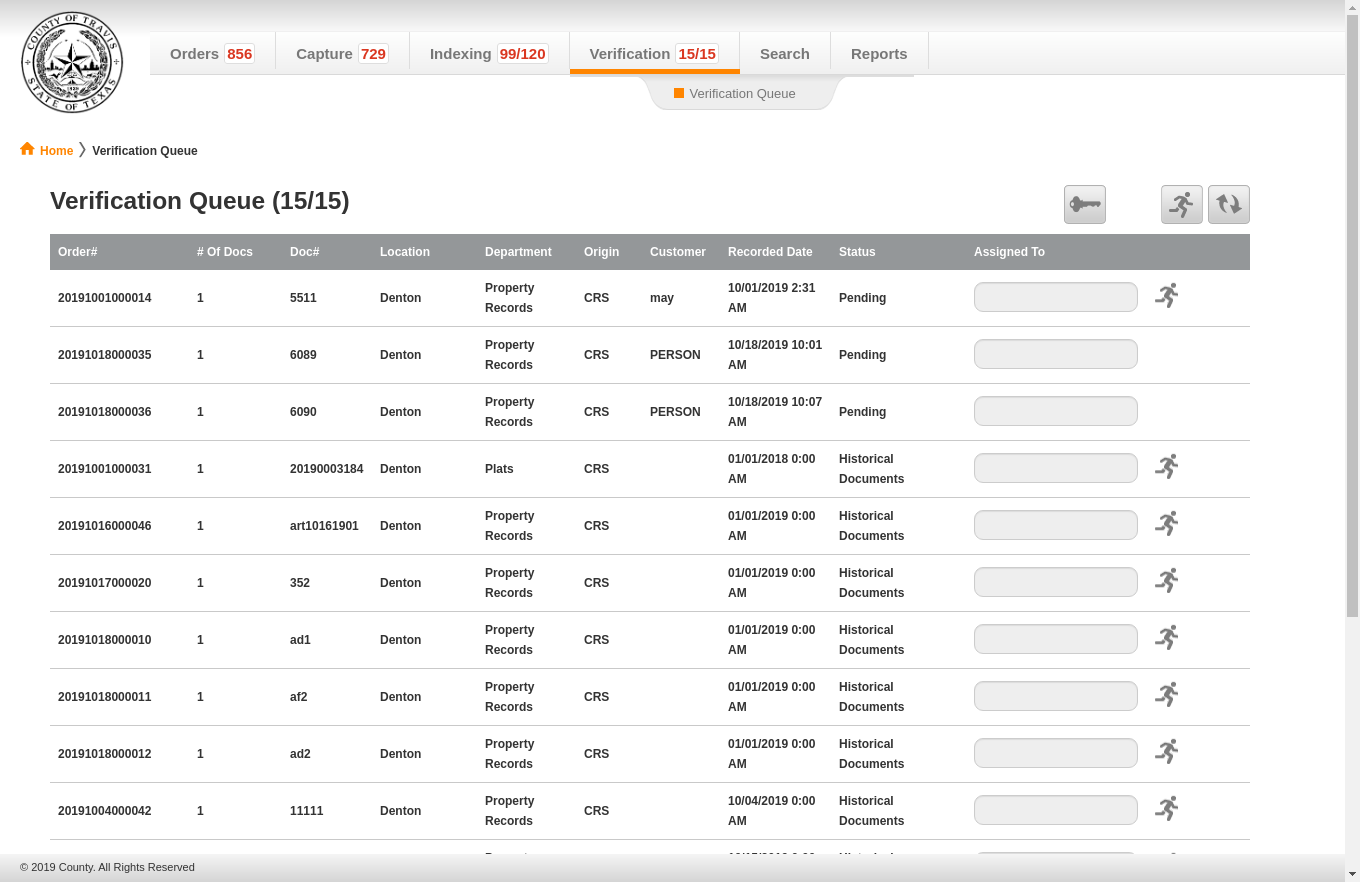 COUNTY OF TRAVIS
STATE OF TEXAS
1839
Orders 856 Capture 729 Indexing 99/120 Verification 15/15 Search Reports
Verification Queue
Home Verification Queue
Verification Queue (15/15)
Order# # Of Docs Doc# Location Department Origin Customer Recorded Date Status Assigned To
20191001000014 1 5511 Denton Property Records CRS may 10/01/2019 2:31 AM Pending
20191018000035 1 6089 Denton Property Records CRS PERSON 10/18/2019 10:01 AM Pending
20191018000036 1 6090 Denton Property Records CRS PERSON 10/18/2019 10:07 AM Pending
20191001000031 1 20190003184 Denton Plats CRS 01/01/2018 0:00 AM Historical Documents
20191016000046 1 art10161901 Denton Property Records CRS 01/01/2019 0:00 AM Historical Documents
20191017000020 1 352 Denton Property Records CRS 01/01/2019 0:00 AM Historical Documents
20191018000010 1 ad1 Denton Property Records CRS 01/01/2019 0:00 AM Historical Documents
20191018000011 1 af2 Denton Property Records CRS 01/01/2019 0:00 AM Historical Documents
20191018000012 1 ad2 Denton Property Records CRS 01/01/2019 0:00 AM Historical Documents
20191004000042 1 11111 Denton Property Records CRS 10/04/2019 0:00 AM Historical Documents
© 2019 County. All Rights Reserved